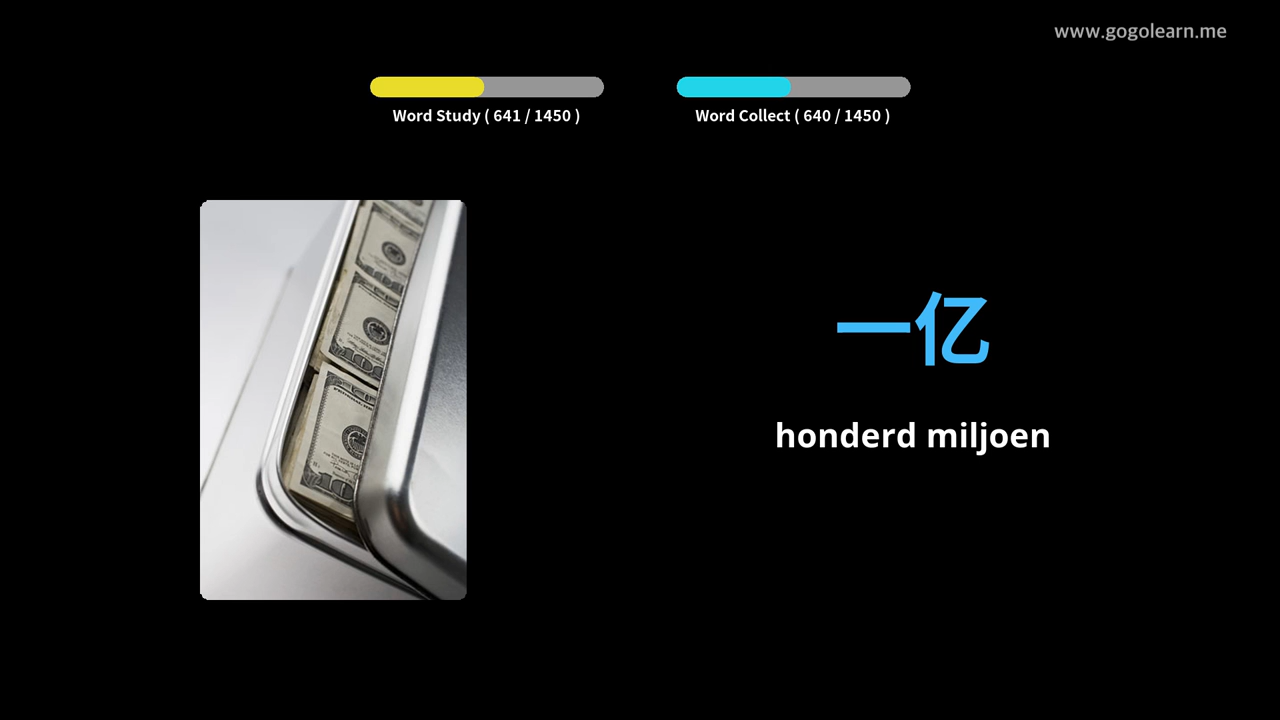 www.gogolearn.me
Word Study ( 641 / 1450 )
Word Collect ( 640 / 1450 )
一亿
honderd miljoen